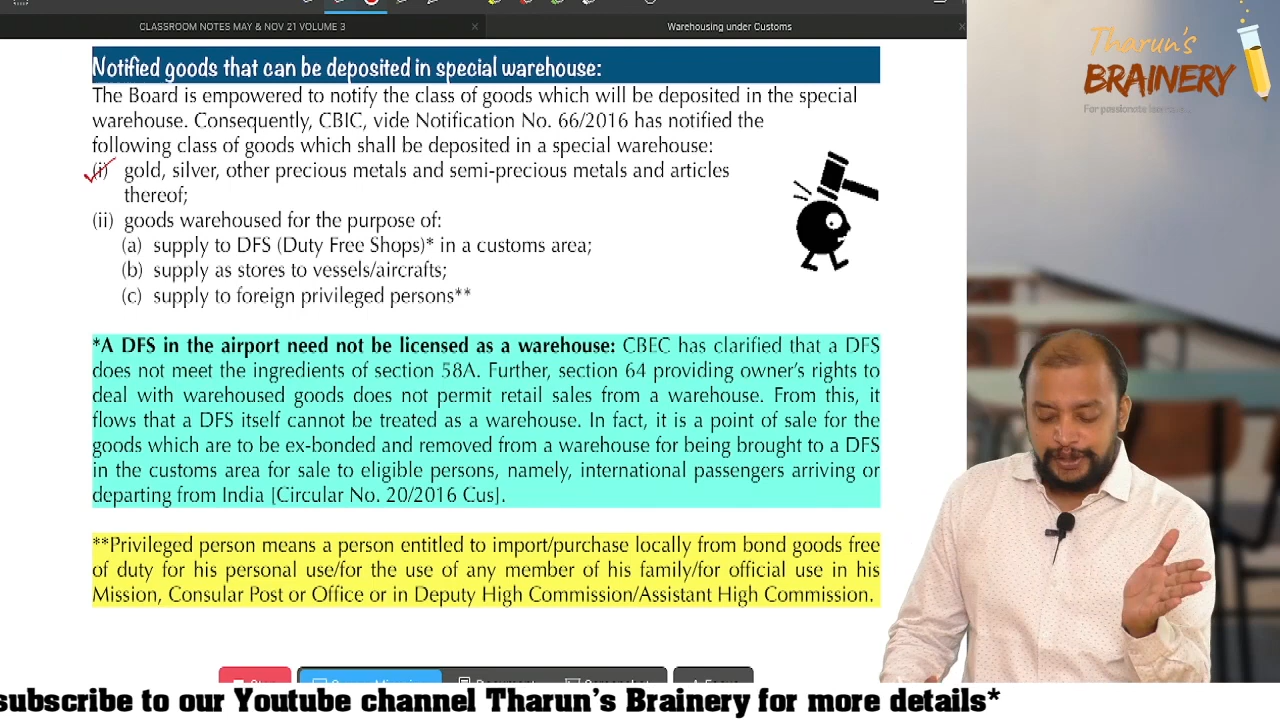 CLASSROOM NOTES MAY & NOV 21 VOLUME 3
Warehousing under Customs
Tharun's
BRAINERY
Notified goods that can be deposited in special warhouse:
The Board is empowered to notify the class of goods which will be deposited in the special
warehouse. Consequently, CBIC, vide Notification No. 66/2016 has notified the
following class of goods which shall be deposited in a special warehouse:
(i) gold, silver, other precious metals and semi-precious metals and articles
thereof;
(ii) goods warehoused for the purpose of:
(a) supply to DFS (Duty Free Shops)* in a customs area;
(b) supply as stores to vessels/aircrafts;
(c) supply to foreign privileged persons**
*A DFS in the airport need not be licensed as a warehouse: CBEC has clarified that a DFS
does not meet the ingredients of section 58A. Further, section 64 providing owner's rights to
deal with warehoused goods does not permit retail sales from a warehouse. From this, it
flows that a DFS itself cannot be treated as a warehouse. In fact, it is a point of sale for the
goods which are to be ex-bonded and removed from a warehouse for being brought to a DFS
in the customs area for sale to eligible persons, namely, international passengers arriving or
departing from India [Circular No. 20/2016 Cus].
**Privileged person means a person entitled to import/purchase locally from bond goods free
of duty for his personal use/for the use of any member of his family/for official use in his
Mission, Consular Post or Office or in Deputy High Commission/Assistant High Commission.
subscribe to our Youtube channel Tharun's Brainery for more details*